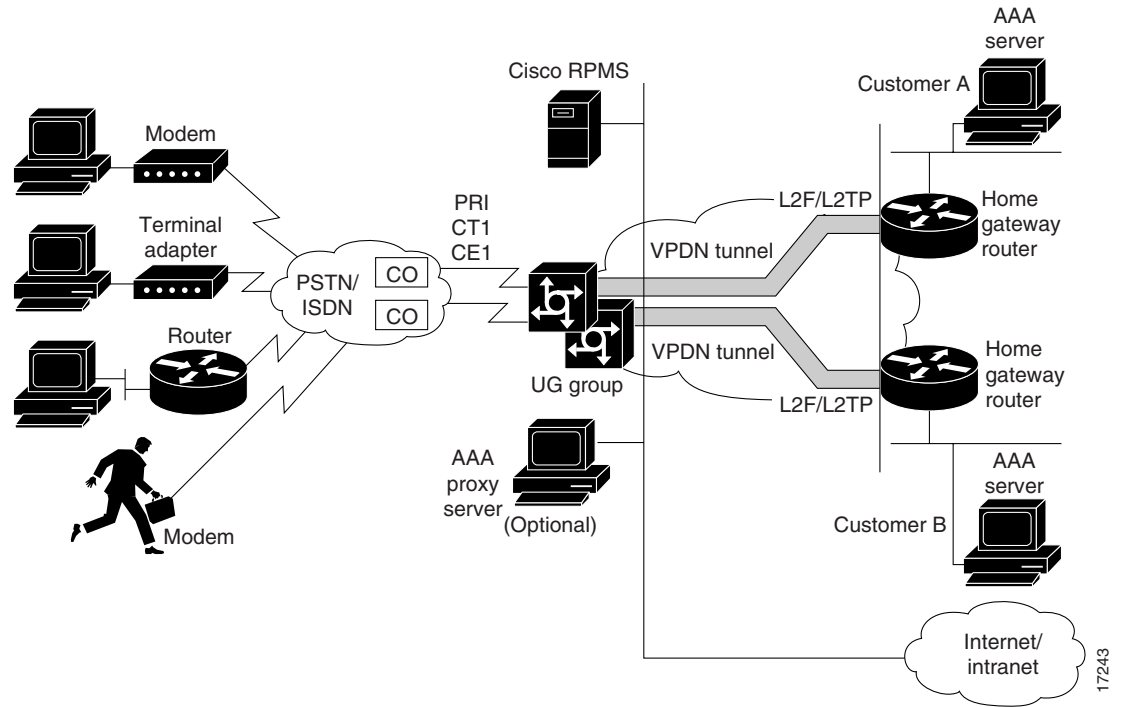 AAA
server
Cisco RPMS
Customer A
Modem
Terminal
adapter
PRI
CT1
CE1
L2F/L2TP
Home
gateway
router
VPDN tunnel
PSTN/
ISDN
CO
CO
Router
VPDN tunnel
Home
gateway
router
UG group
L2F/L2TP
AAA
proxy
server
(Optional)
AAA
server
Customer B
Modem
Internet/
intranet
17243